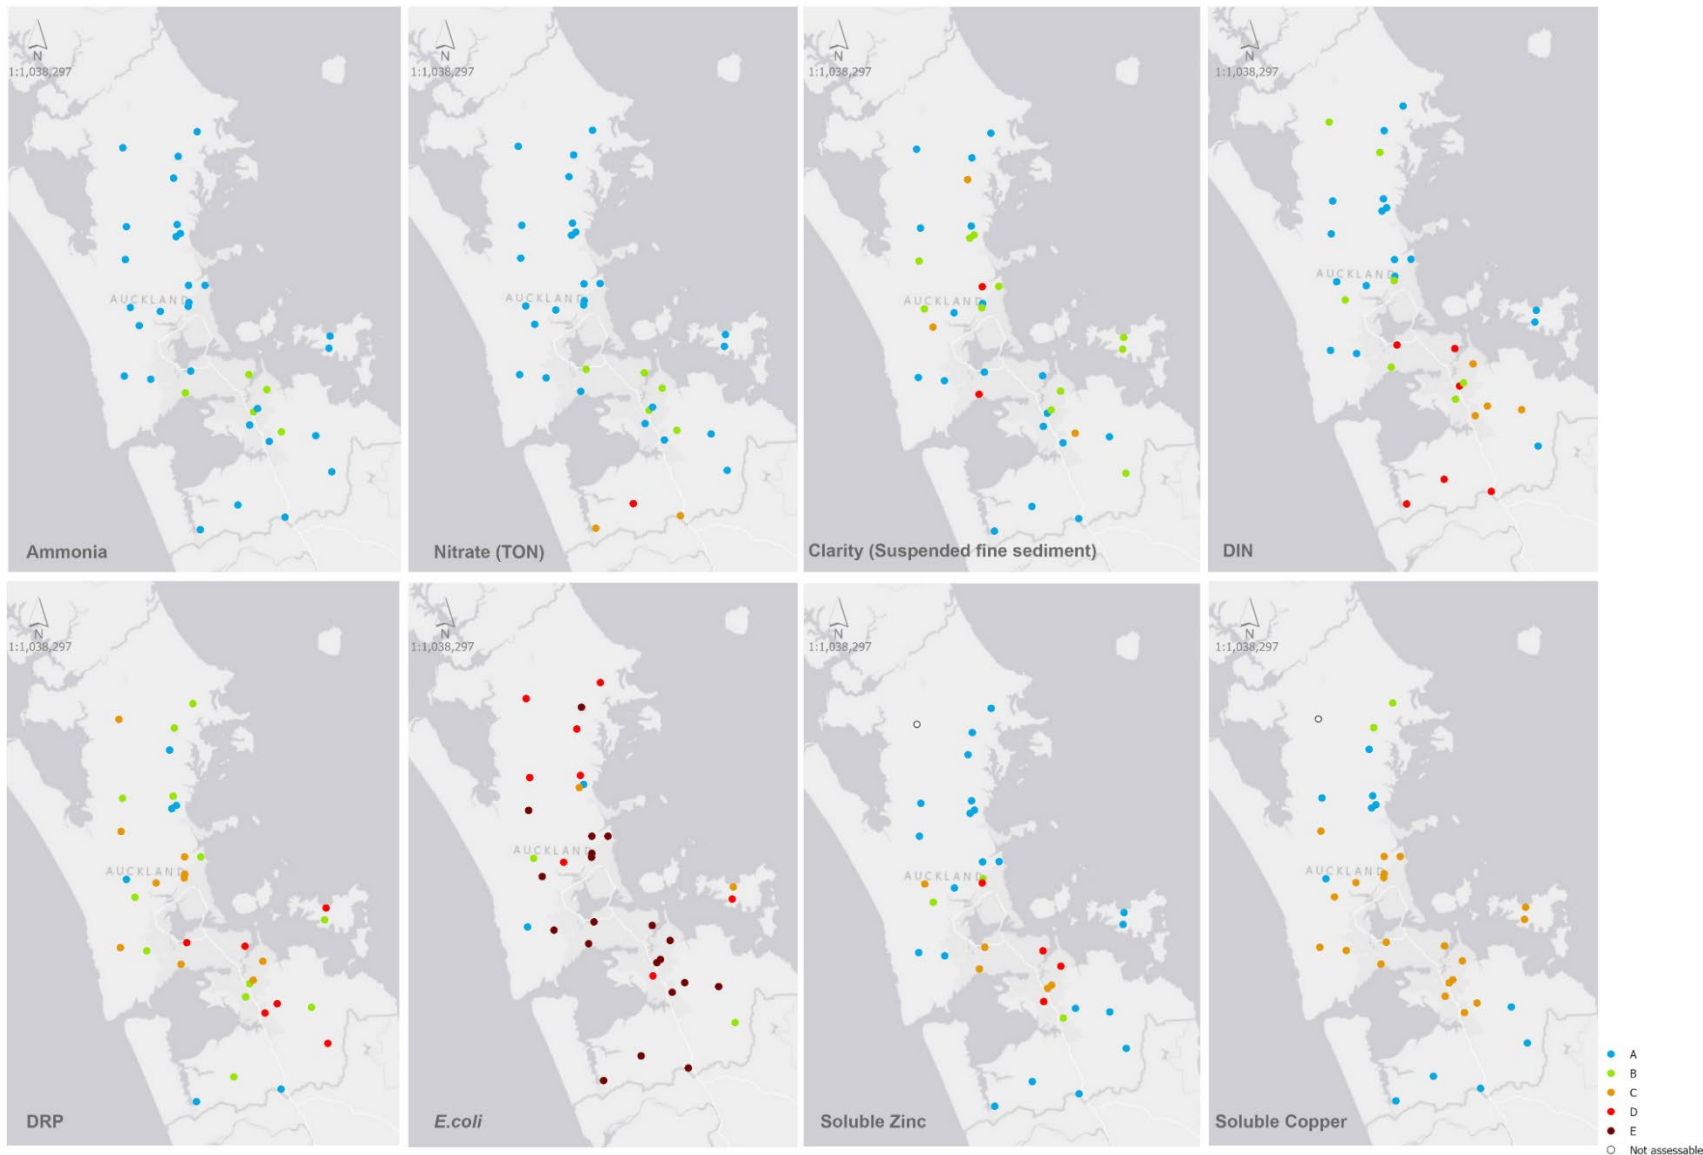 N
1:1,038,297
AUCKLAND
Ammonia
N
1:1,038,297
AUCKLAND
Nitrate (TON)
N
1:1,038,297
AUCKLAND
Clarity (Suspended fine sediment)
N
1:1,038,297
AUCKLAND
DIN
N
1:1,038,297
AUCKLAND
DRP
N
1:1,038,297
AUCKLAND
E.coli
N
1:1,038,297
AUCKLAND
Soluble Zinc
N
1:1,038,297
AUCKLAND
Soluble Copper
A
B
C
D
E
Not assessable